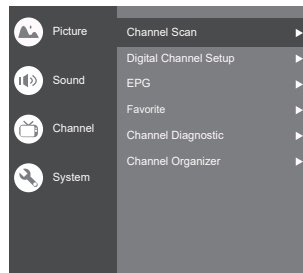 Picture
Sound
Channel
System
Channel Scan
Digital Channel Setup
EPG
Favorite
Channel Diagnostic
Channel Organizer